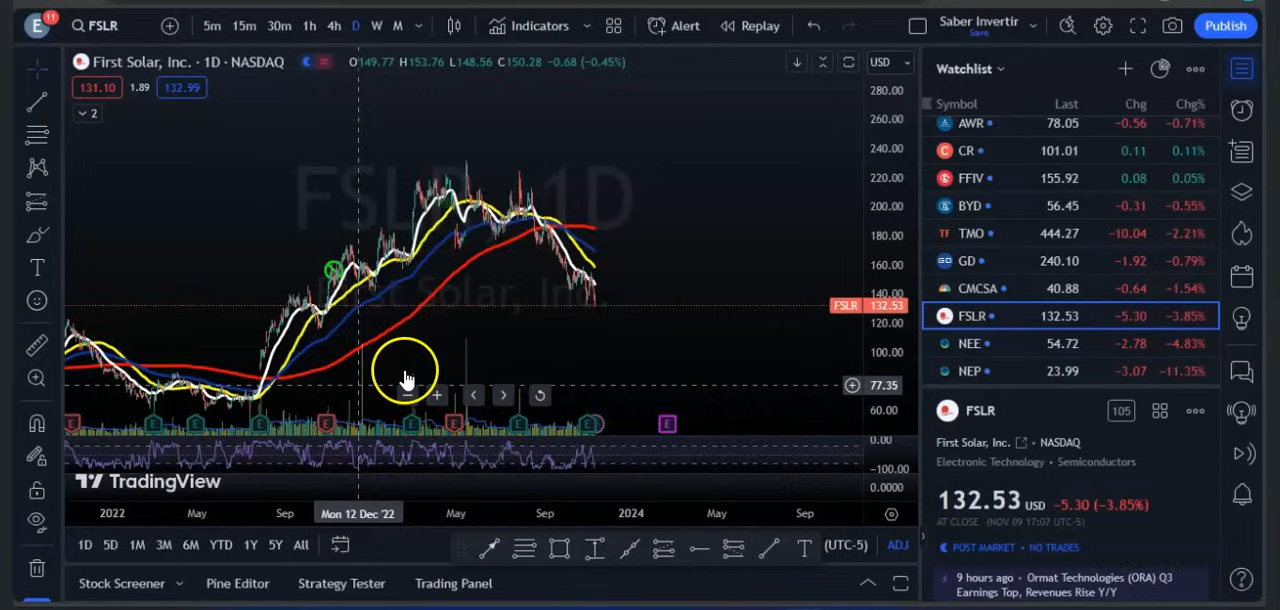 E 11 FSLR 5m 15m 30m 1h 4h D W M Indicators Alert Replay Saber Invertir Save Publish
First Solar, Inc. · 1D · NASDAQ O149.77 H153.76 L148.56 C150.28 −0.68 (−0.45%) USD
131.10 1.89 132.99
2
FSLR, 1D
First Solar, Inc.
280.00
260.00
240.00
220.00
200.00
180.00
160.00
140.00
FSLR 132.53
120.00
100.00
77.35
60.00
E E E E E E E E E E
0.00
−100.00
0.0000
TradingView
2022 May Sep Mon 12 Dec '22 May Sep 2024 May Sep
1D 5D 1M 3M 6M YTD 1Y 5Y All (UTC-5) ADJ
Stock Screener Pine Editor Strategy Tester Trading Panel
Watchlist
Symbol Last Chg Chg%
AWR 78.05 −0.56 −0.71%
CR 101.01 0.11 0.11%
FFIV 155.92 0.08 0.05%
BYD 56.45 −0.31 −0.55%
TMO 444.27 −10.04 −2.21%
GD 240.10 −1.92 −0.79%
CMCSA 40.88 −0.64 −1.54%
FSLR 132.53 −5.30 −3.85%
NEE 54.72 −2.78 −4.83%
NEP 23.99 −3.07 −11.35%
FSLR 105
First Solar, Inc. · NASDAQ
Electronic Technology · Semiconductors
132.53 USD −5.30 (−3.85%)
AT CLOSE (NOV 09 17:07 UTC-5)
POST MARKET · NO TRADES
9 hours ago · Ormat Technologies (ORA) Q3
Earnings Top, Revenues Rise Y/Y